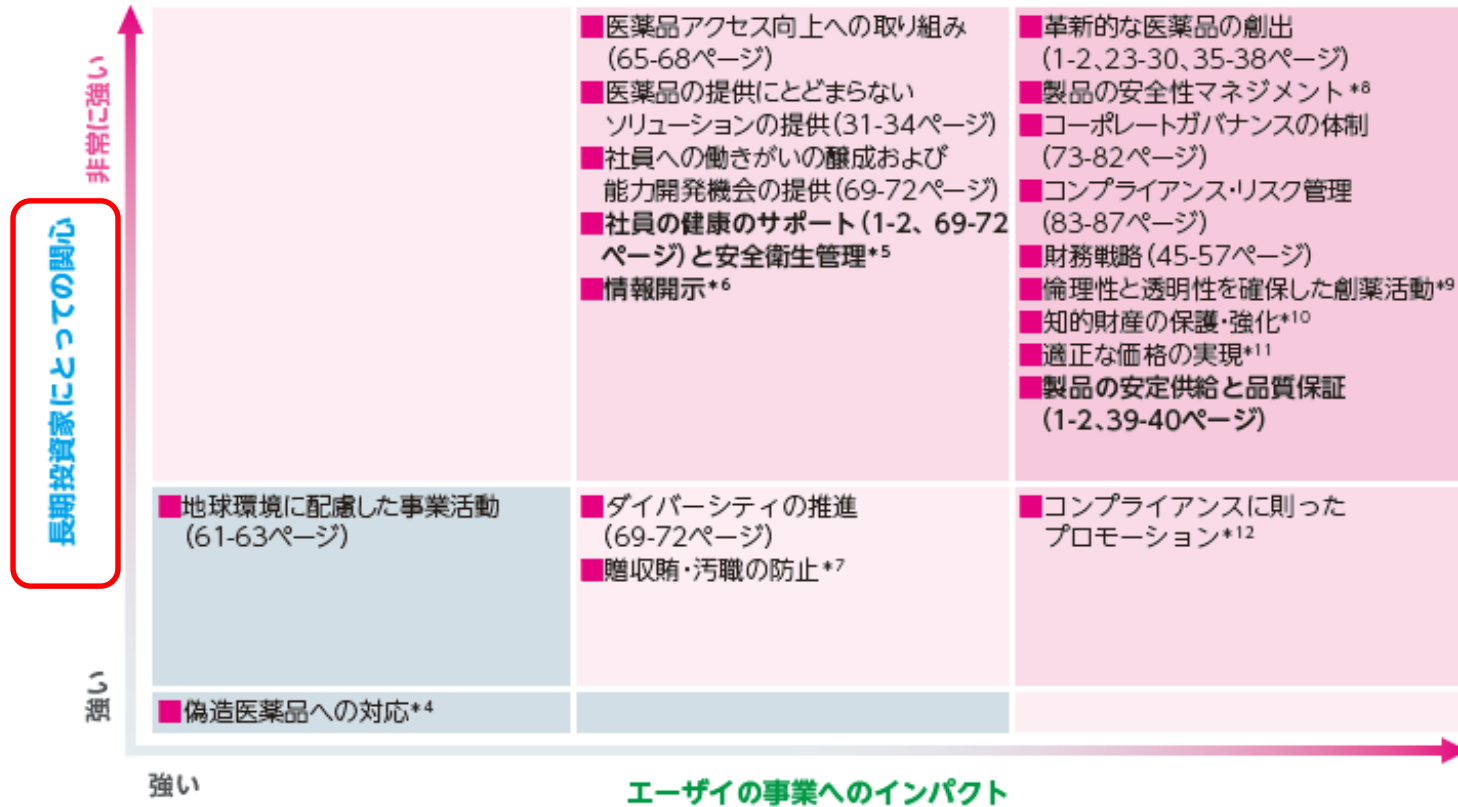 非常に強い
長期投資家にとっての関心
強い
■医薬品アクセス向上への取り組み
(65-68ページ)
■医薬品の提供にとどまらない
ソリューションの提供(31-34ページ)
■社員への働きがいの醸成および
能力開発機会の提供(69-72ページ)
■社員の健康のサポート(1-2、69-72
ページ)と安全衛生管理*5
■情報開示*6
■革新的な医薬品の創出
(1-2、23-30、35-38ページ)
■製品の安全性マネジメント*8
■コーポレートガバナンスの体制
(73-82ページ)
■コンプライアンス・リスク管理
(83-87ページ)
■財務戦略(45-57ページ)
■倫理性と透明性を確保した創薬活動*9
■知的財産の保護・強化*10
■適正な価格の実現*11
■製品の安定供給と品質保証
(1-2、39-40ページ)
■地球環境に配慮した事業活動
(61-63ページ)
■ダイバーシティの推進
(69-72ページ)
■贈収賄・汚職の防止*7
■コンプライアンスに則った
プロモーション*12
■偽造医薬品への対応*4
強い
エーザイの事業へのインパクト